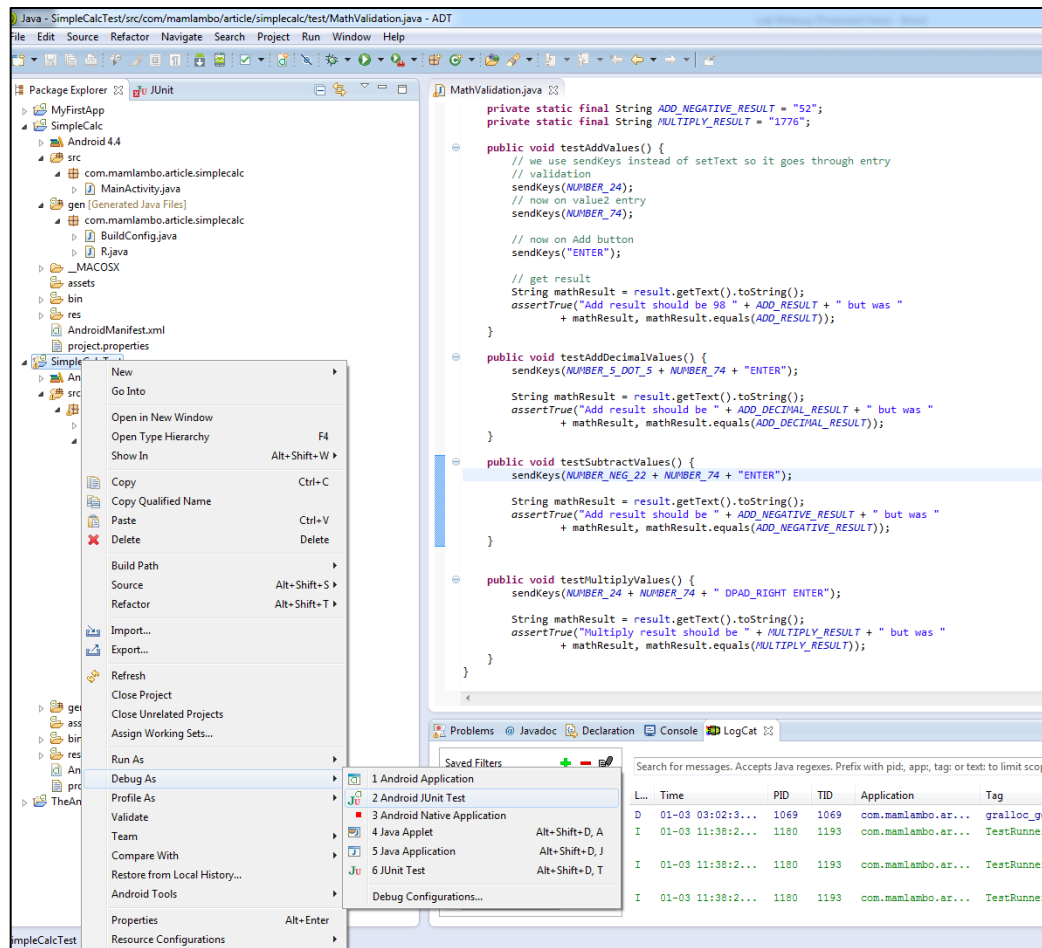 Java - SimpleCalcTest/src/com/mamlambo/article/simplecalc/test/MathValidation.java - ADT
File Edit Source Refactor Navigate Search Project Run Window Help
Package Explorer
JUnit
MyFirstApp
SimpleCalc
Android 4.4
src
com.mamlambo.article.simplecalc
MainActivity.java
gen [Generated Java Files]
com.mamlambo.article.simplecalc
BuildConfig.java
R.java
__MACOSX
assets
bin
res
AndroidManifest.xml
project.properties
An
src
ge
ass
bin
res
An
pro
TheAn
New
Go Into
Open in New Window
Open Type Hierarchy F4
Show In Alt+Shift+W
Copy Ctrl+C
Copy Qualified Name
Paste Ctrl+V
Delete Delete
Build Path
Source Alt+Shift+S
Refactor Alt+Shift+T
Import...
Export...
Refresh
Close Project
Close Unrelated Projects
Assign Working Sets...
Run As
Debug As
Profile As
Validate
Team
Compare With
Restore from Local History...
Android Tools
Properties Alt+Enter
Resource Configurations
1 Android Application
2 Android JUnit Test
3 Android Native Application
4 Java Applet Alt+Shift+D, A
5 Java Application Alt+Shift+D, J
6 JUnit Test Alt+Shift+D, T
Debug Configurations...
MathValidation.java
private static final String ADD_NEGATIVE_RESULT = "52";
private static final String MULTIPLY_RESULT = "1776";
public void testAddValues() {
// we use sendKeys instead of setText so it goes through entry
// validation
sendKeys(NUMBER_24);
// now on value2 entry
sendKeys(NUMBER_74);
// now on Add button
sendKeys("ENTER");
// get result
String mathResult = result.getText().toString();
assertTrue("Add result should be 98 " + ADD_RESULT + " but was "
+ mathResult, mathResult.equals(ADD_RESULT));
}
public void testAddDecimalValues() {
sendKeys(NUMBER_5_DOT_5 + NUMBER_74 + "ENTER");
String mathResult = result.getText().toString();
assertTrue("Add result should be " + ADD_DECIMAL_RESULT + " but was "
+ mathResult, mathResult.equals(ADD_DECIMAL_RESULT));
}
public void testSubtractValues() {
sendKeys(NUMBER_NEG_22 + NUMBER_74 + "ENTER");
String mathResult = result.getText().toString();
assertTrue("Add result should be " + ADD_NEGATIVE_RESULT + " but was "
+ mathResult, mathResult.equals(ADD_NEGATIVE_RESULT));
}
public void testMultiplyValues() {
sendKeys(NUMBER_24 + NUMBER_74 + " DPAD_RIGHT ENTER");
String mathResult = result.getText().toString();
assertTrue("Multiply result should be " + MULTIPLY_RESULT + " but was "
+ mathResult, mathResult.equals(MULTIPLY_RESULT));
}
}
Problems @ Javadoc Declaration Console LogCat
Saved Filters
Search for messages. Accepts Java regexes. Prefix with pid:, app:, tag: or text: to limit scop
L... Time PID TID Application Tag
D 01-03 03:02:3... 1069 1069 com.mamlambo.ar... gralloc_g
I 01-03 11:38:2... 1180 1193 com.mamlambo.ar... TestRunne
I 01-03 11:38:2... 1180 1193 com.mamlambo.ar... TestRunne
I 01-03 11:38:2... 1180 1193 com.mamlambo.ar... TestRunne
impleCalcTest